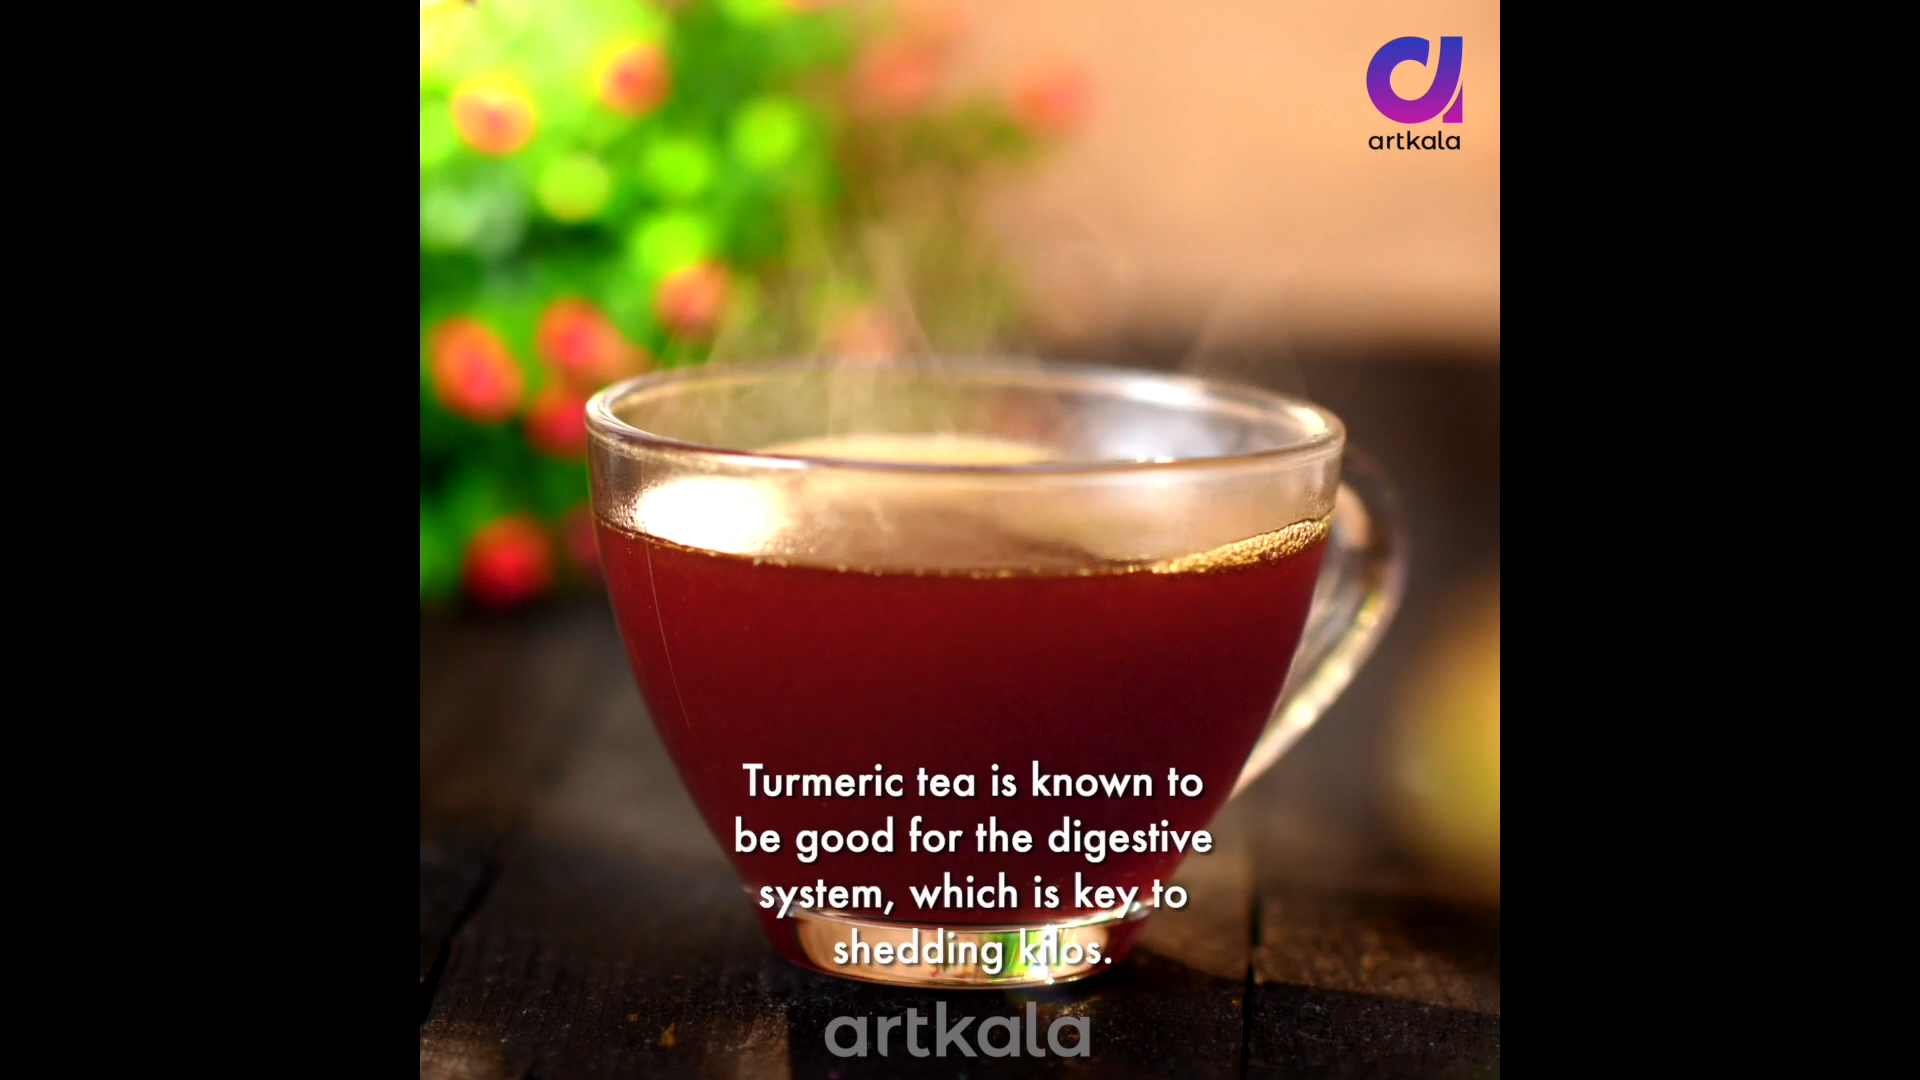 artkala
Turmeric tea is known to
be good for the digestive
system, which is key to
shedding kilos.
artkala